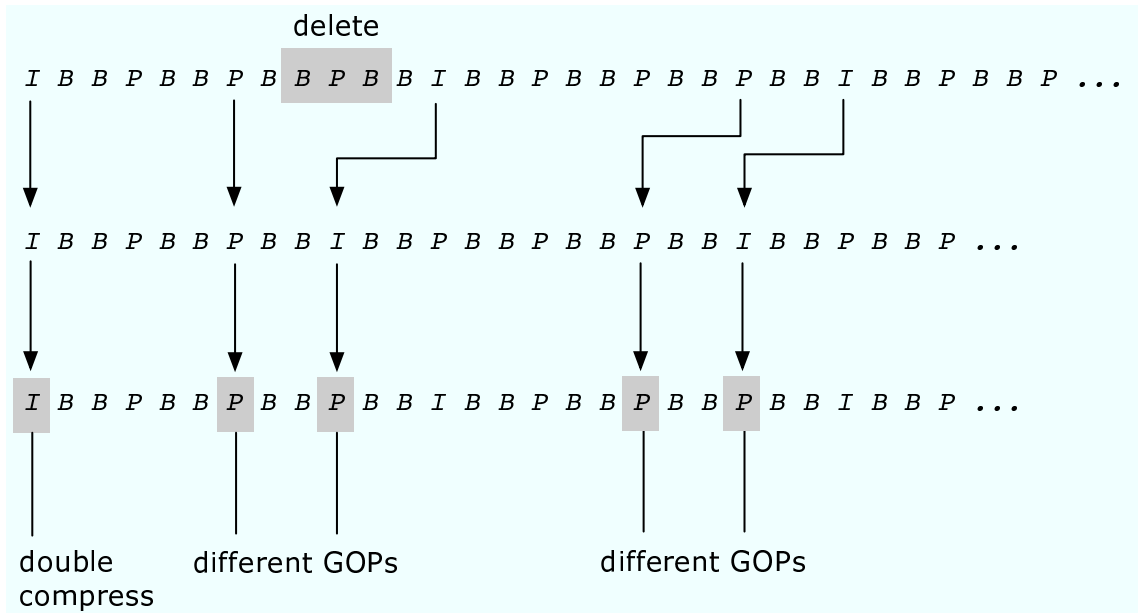 delete
I B B P B B P B B P B B I B B P B B P B B P B B I B B P B B P ...
I B B P B B P B B I B B P B B P B B P B B I B B P B B P ...
I B B P B B P B B P B B I B B P B B P B B P B B I B B P ...
double different GOPs different GOPs
compress